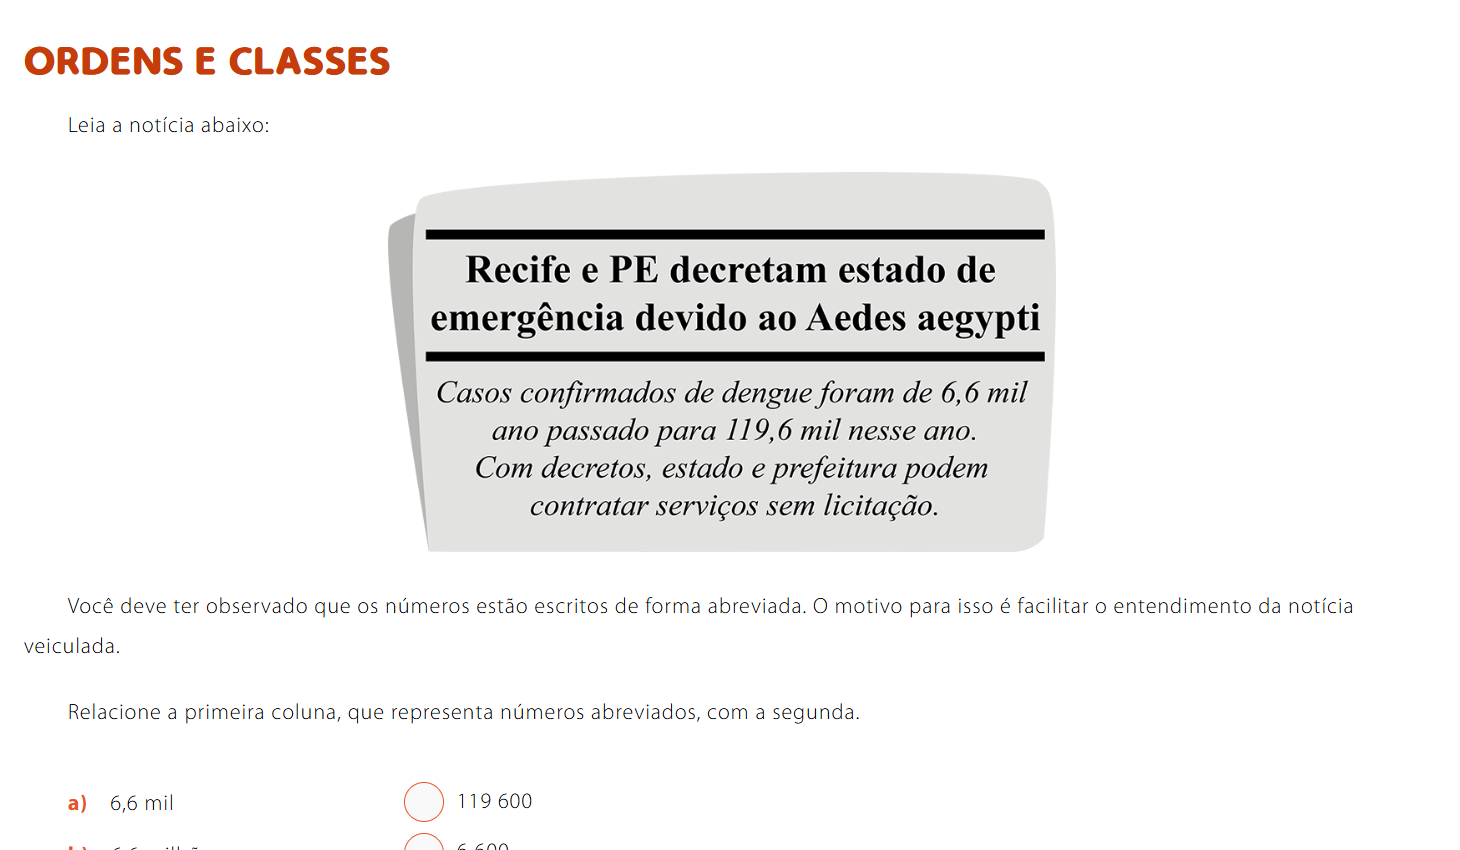 ORDENS E CLASSES
Leia a notícia abaixo:
Recife e PE decretam estado de
emergência devido ao Aedes aegypti
Casos confirmados de dengue foram de 6,6 mil
ano passado para 119,6 mil nesse ano.
Com decretos, estado e prefeitura podem
contratar serviços sem licitação.
Você deve ter observado que os números estão escritos de forma abreviada. O motivo para isso é facilitar o entendimento da notícia
veiculada.
Relacione a primeira coluna, que representa números abreviados, com a segunda.
a) 6,6 mil 119 600
6 600